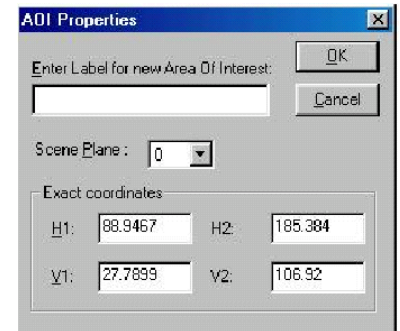 AOI Properties
Enter Label for new Area Of Interest:
OK
Cancel
Scene Plane :
0
Exact coordinates
H1: 88.9467 H2: 185.384
V1: 27.7899 V2: 106.92